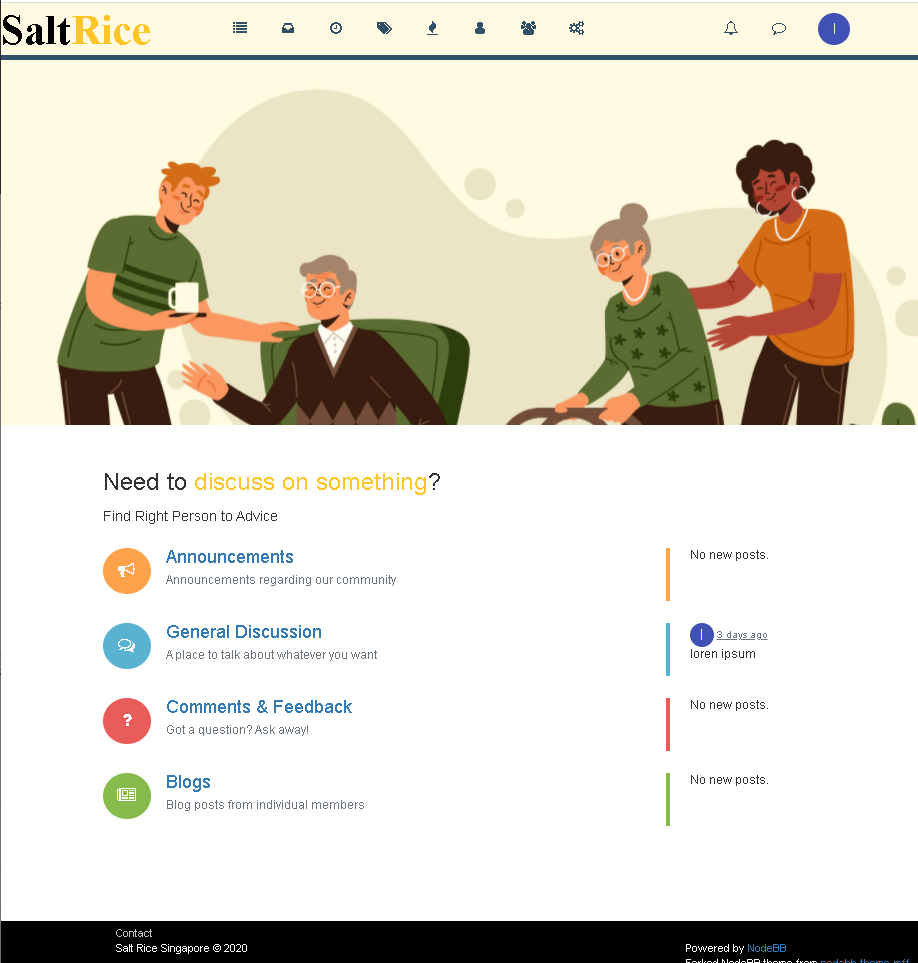 SaltRice
I
Need to discuss on something?
Find Right Person to Advice
Announcements
Announcements regarding our community
No new posts.
General Discussion
A place to talk about whatever you want
I 3 days ago
loren ipsum
Comments & Feedback
Got a question? Ask away!
No new posts.
Blogs
Blog posts from individual members
No new posts.
Contact
Salt Rice Singapore © 2020
Powered by NodeBB
Forked NodeBB theme from